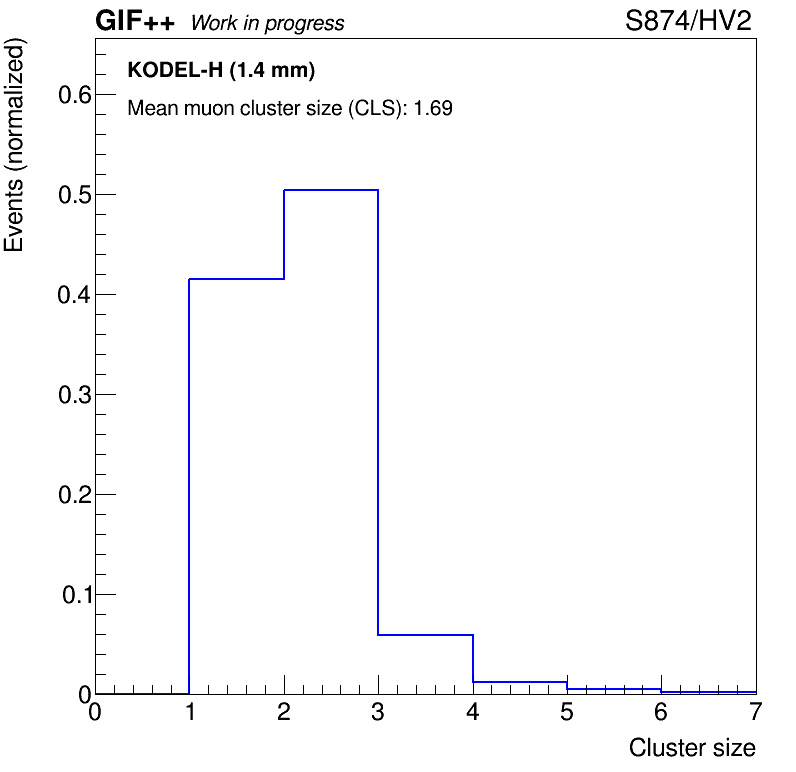 GIF++ Work in progress S874/HV2
Events (normalized)
KODEL-H (1.4 mm)
Mean muon cluster size (CLS): 1.69
0.6
0.5
0.4
0.3
0.2
0.1
0
0 1 2 3 4 5 6 7
Cluster size